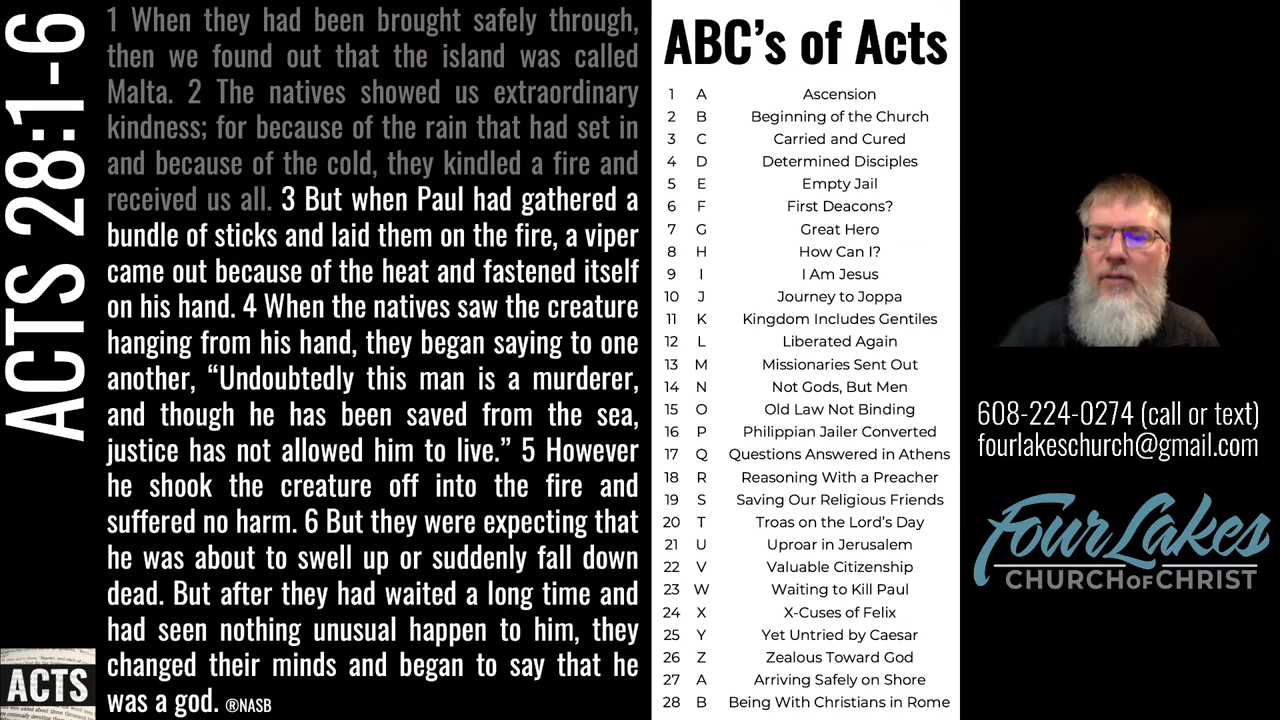 ACTS 28:1-6
1 When they had been brought safely through,
then we found out that the island was called
Malta. 2 The natives showed us extraordinary
kindness; for because of the rain that had set in
and because of the cold, they kindled a fire and
received us all. 3 But when Paul had gathered a
bundle of sticks and laid them on the fire, a viper
came out because of the heat and fastened itself
on his hand. 4 When the natives saw the creature
hanging from his hand, they began saying to one
another, “Undoubtedly this man is a murderer,
and though he has been saved from the sea,
justice has not allowed him to live.” 5 However
he shook the creature off into the fire and
suffered no harm. 6 But they were expecting that
he was about to swell up or suddenly fall down
dead. But after they had waited a long time and
had seen nothing unusual happen to him, they
changed their minds and began to say that he
was a god. ®NASB
ACTS
ABC’s of Acts
1 A Ascension
2 B Beginning of the Church
3 C Carried and Cured
4 D Determined Disciples
5 E Empty Jail
6 F First Deacons?
7 G Great Hero
8 H How Can I?
9 I I Am Jesus
10 J Journey to Joppa
11 K Kingdom Includes Gentiles
12 L Liberated Again
13 M Missionaries Sent Out
14 N Not Gods, But Men
15 O Old Law Not Binding
16 P Philippian Jailer Converted
17 Q Questions Answered in Athens
18 R Reasoning With a Preacher
19 S Saving Our Religious Friends
20 T Troas on the Lord’s Day
21 U Uproar in Jerusalem
22 V Valuable Citizenship
23 W Waiting to Kill Paul
24 X X-Cuses of Felix
25 Y Yet Untried by Caesar
26 Z Zealous Toward God
27 A Arriving Safely on Shore
28 B Being With Christians in Rome
608-224-0274 (call or text)
fourlakeschurch@gmail.com
Four Lakes
CHURCH OF CHRIST